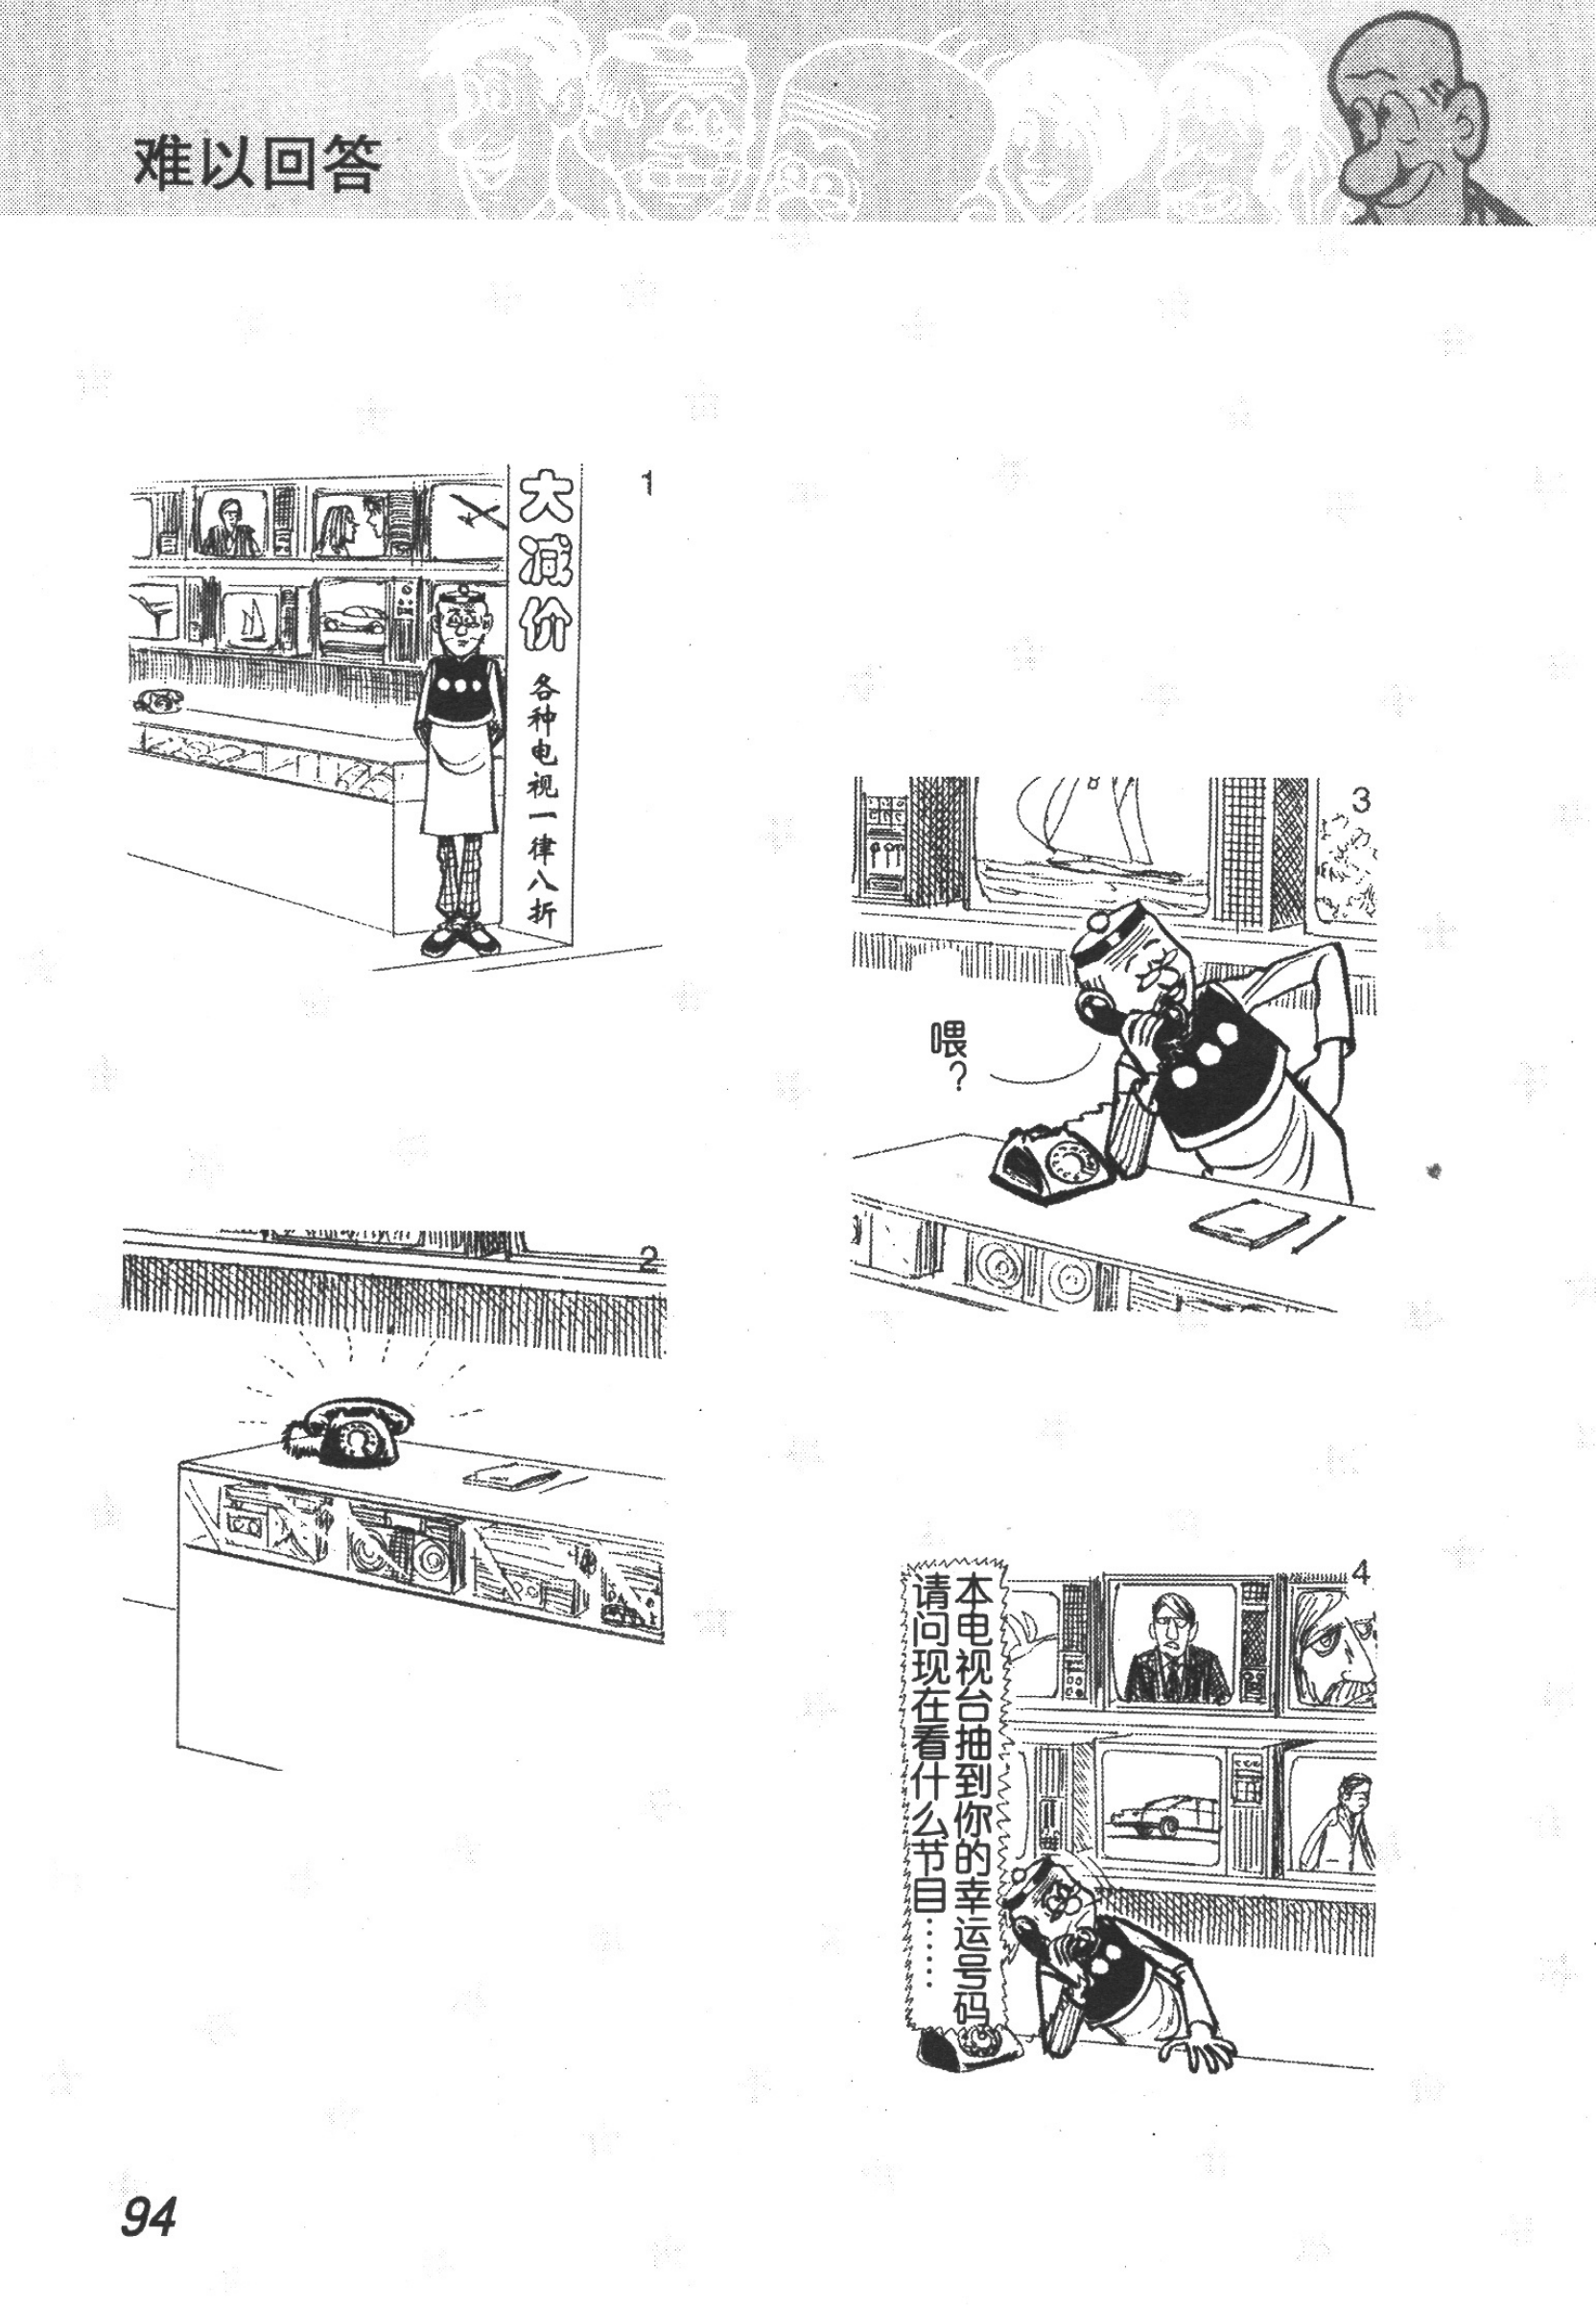 难以回答
1
大减价
各种电视一律八折
2
3
喂？
4
本电视台抽到你的幸运号码
请问现在看什么节目……
94